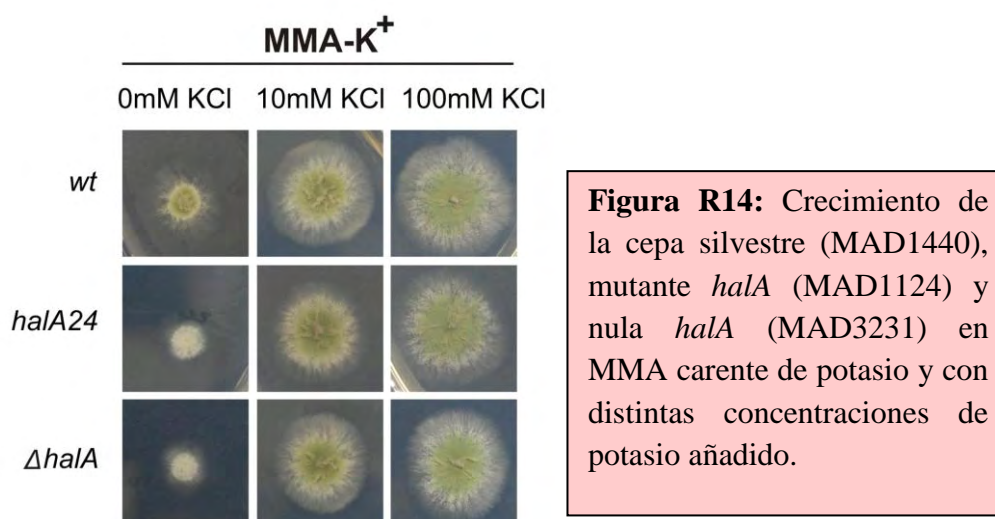 MMA-K+
0mM KCl 10mM KCl 100mM KCl
wt
halA24
ΔhalA
Figura R14: Crecimiento de
la cepa silvestre (MAD1440),
mutante halA (MAD1124) y
nula halA (MAD3231) en
MMA carente de potasio y con
distintas concentraciones de
potasio añadido.